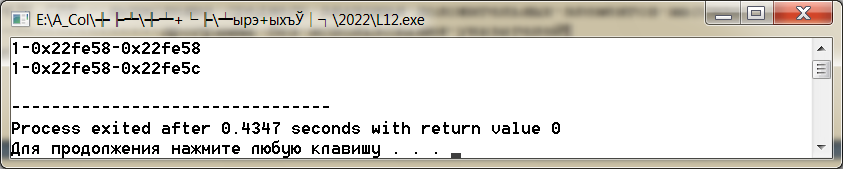 1-0x22fe58-0x22fe58
1-0x22fe58-0x22fe5c
-------------------------------
Process exited after 0.4347 seconds with return value 0
Для продолжения нажмите любую клавишу . . .